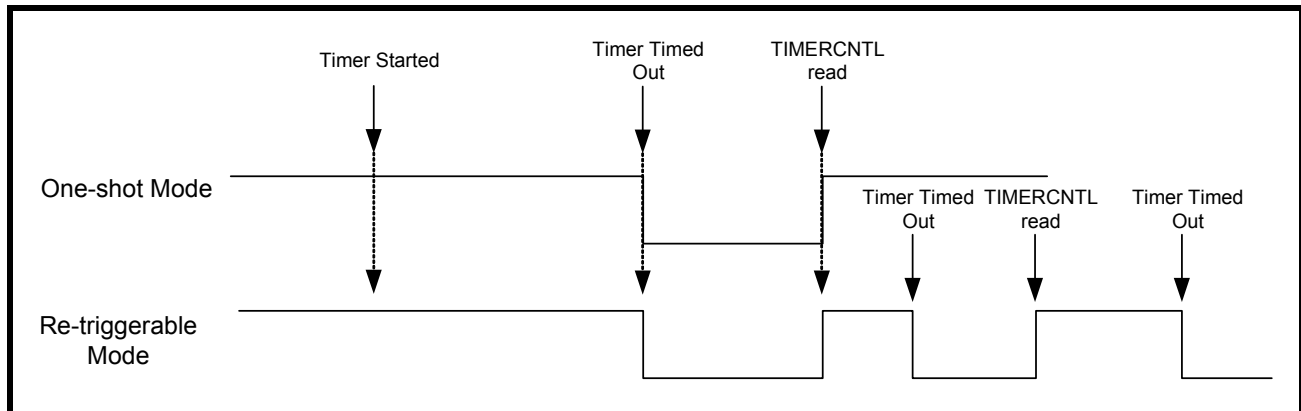 Timer Started
Timer Timed
Out
TIMERCNTL
read
One-shot Mode
Timer Timed
Out
TIMERCNTL
read
Timer Timed
Out
Re-triggerable
Mode